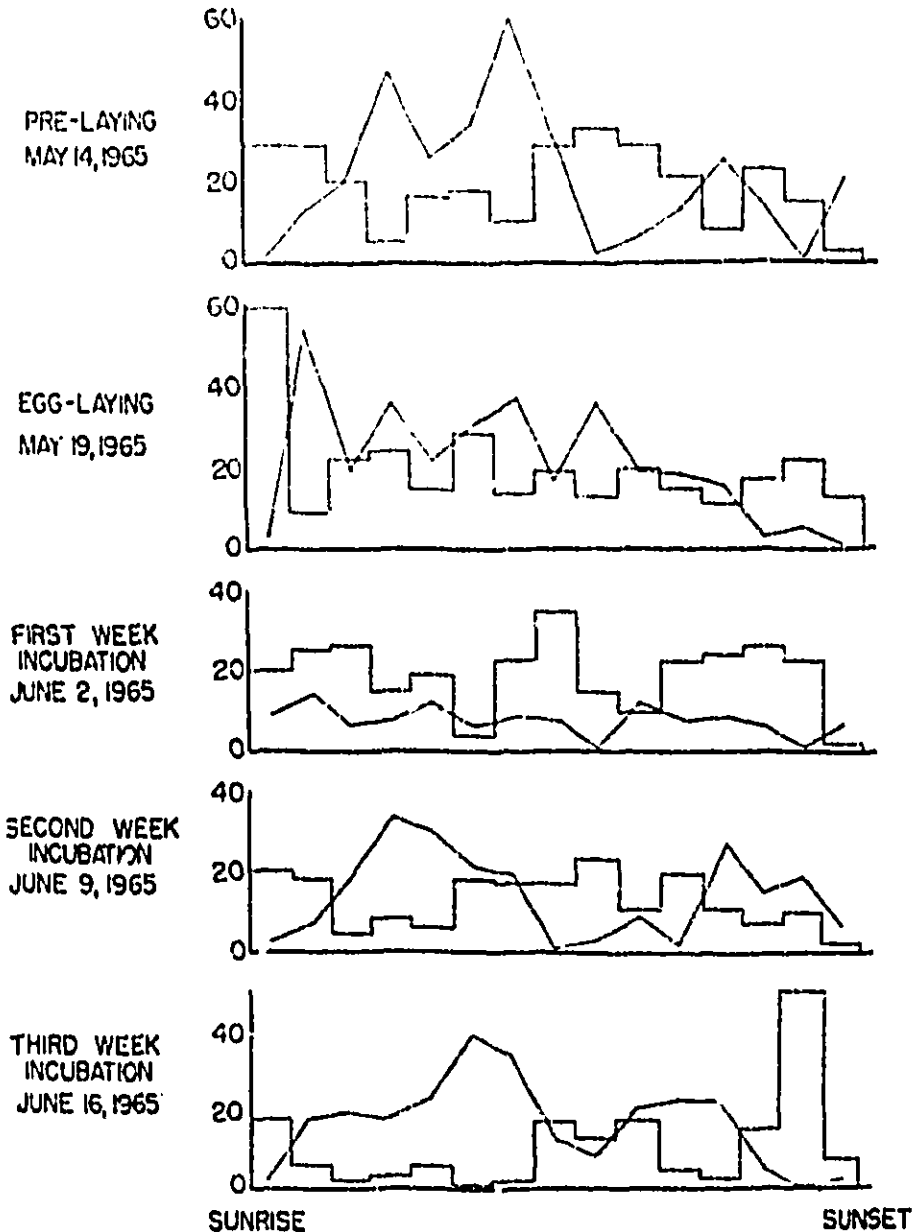 60
40
20
0
PRE-LAYING
MAY 14, 1965
60
40
20
0
EGG-LAYING
MAY 19, 1965
40
20
0
FIRST WEEK
INCUBATION
JUNE 2, 1965
40
20
0
SECOND WEEK
INCUBATION
JUNE 9, 1965
40
20
0
THIRD WEEK
INCUBATION
JUNE 16, 1965
SUNRISE SUNSET